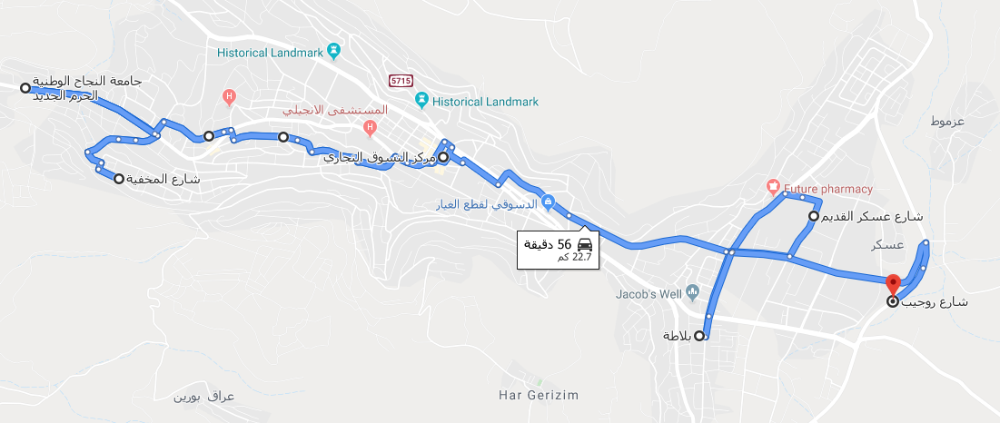 Historical Landmark
5715
جامعة النجاح الوطنية
الحرم الجديد
Historical Landmark
المستشفى الانجيلي
عزموط
مركز التسوق التجاري
شارع المخفية
Future pharmacy
الدسوقي لقطع الغيار
شارع عسكر القديم
56 دقيقة
22.7 كم
عسكر
Jacob's Well
شارع روجيب
بلاطة
عراق بورين
Har Gerizim